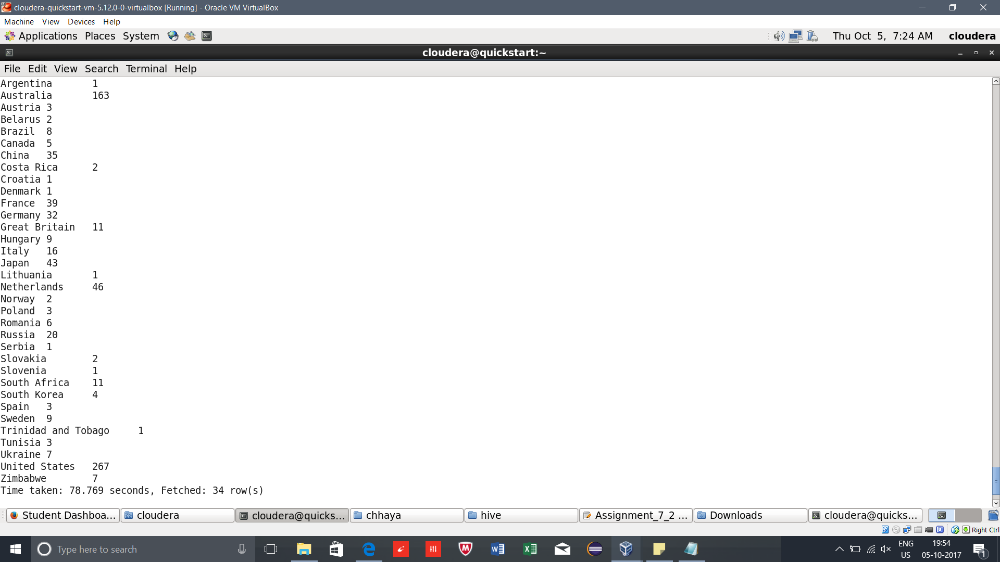 cloudera-quickstart-vm-5.12.0-0-virtualbox [Running] - Oracle VM VirtualBox
Machine View Devices Help
Applications Places System Thu Oct 5, 7:24 AM cloudera
cloudera@quickstart:~
File Edit View Search Terminal Help
Argentina 1
Australia 163
Austria 3
Belarus 2
Brazil 8
Canada 5
China 35
Costa Rica 2
Croatia 1
Denmark 1
France 39
Germany 32
Great Britain 11
Hungary 9
Italy 16
Japan 43
Lithuania 1
Netherlands 46
Norway 2
Poland 3
Romania 6
Russia 20
Serbia 1
Slovakia 2
Slovenia 1
South Africa 11
South Korea 4
Spain 3
Sweden 9
Trinidad and Tobago 1
Tunisia 3
Ukraine 7
United States 267
Zimbabwe 7
Time taken: 78.769 seconds, Fetched: 34 row(s)
Student Dashboa... cloudera cloudera@quicks... chhaya hive Assignment_7_2 ... Downloads cloudera@quicks...
Right Ctrl
Type here to search ENG 19:54
US 05-10-2017 1